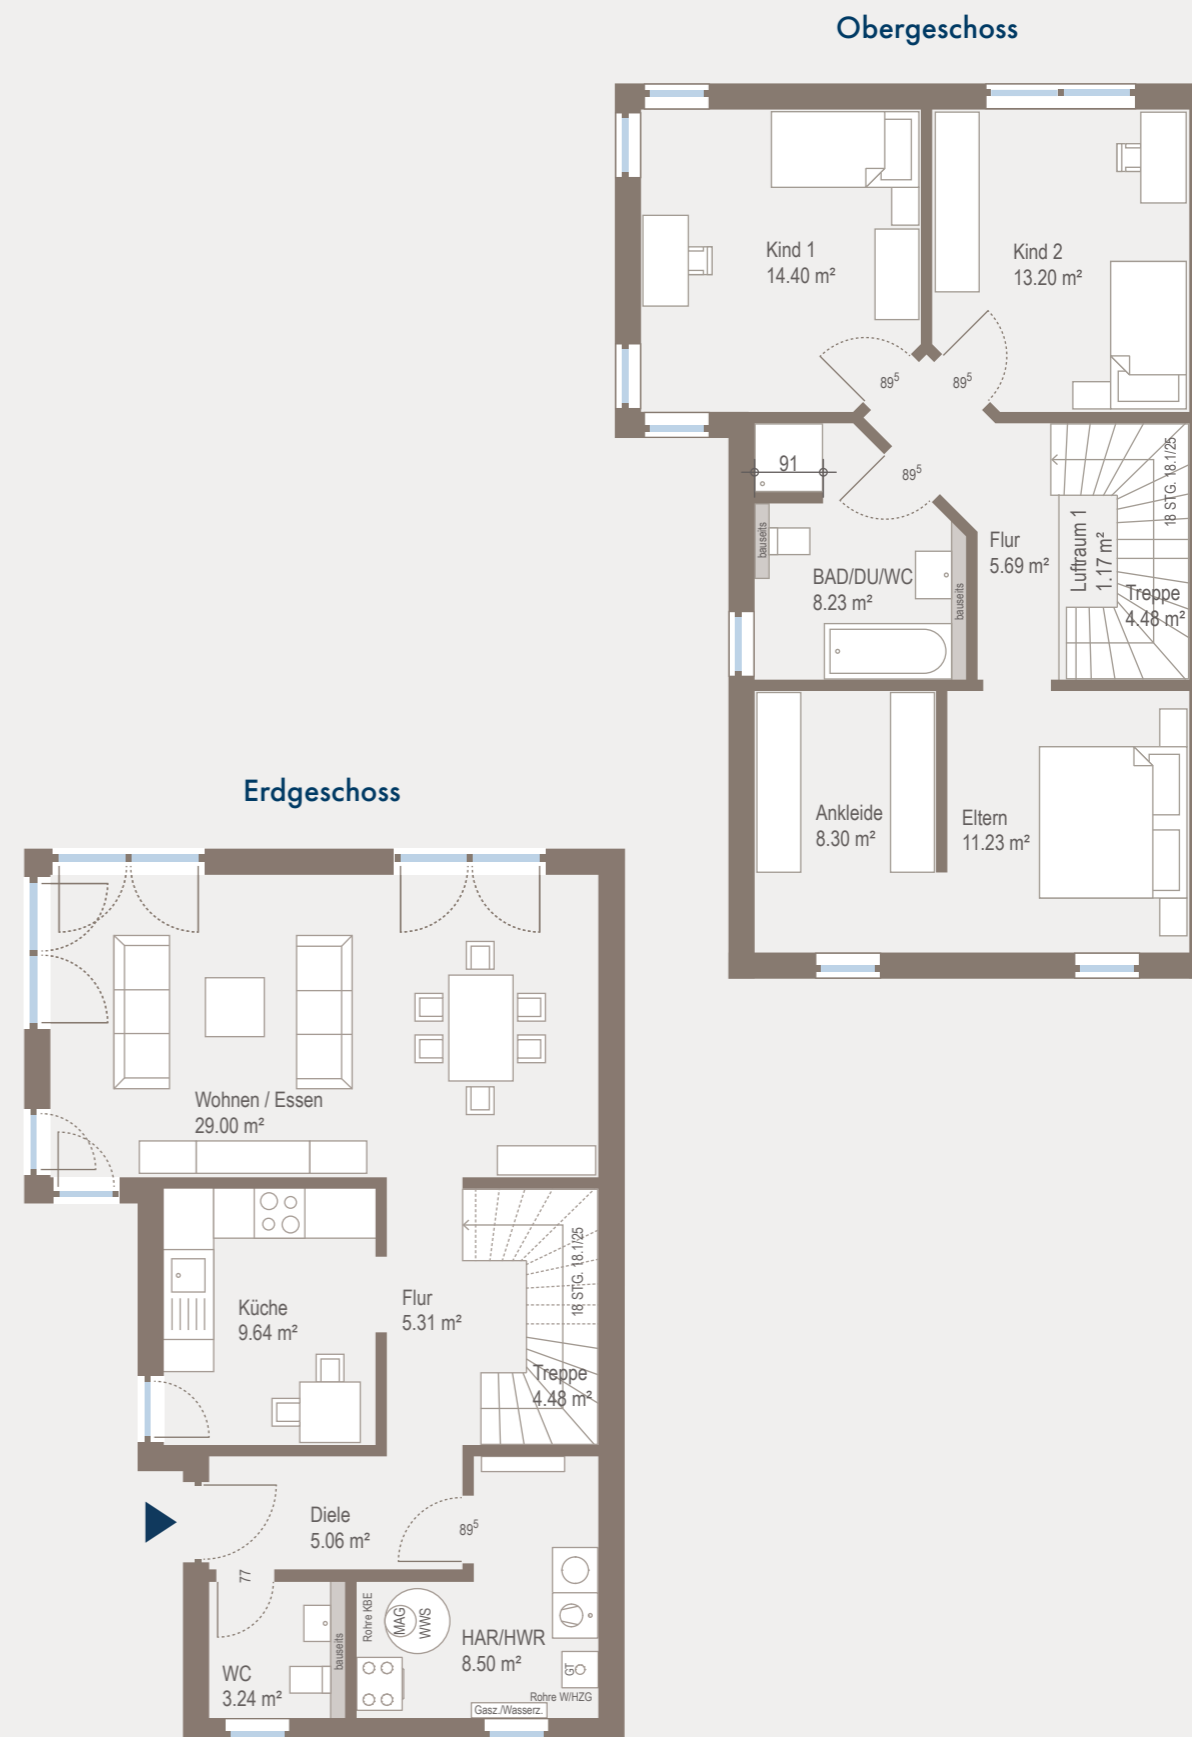 Obergeschoss
Kind 1
14.40 m²
Kind 2
13.20 m²
89⁵
89⁵
91
89⁵
bauseits
BAD/DU/WC
8.23 m²
bauseits
Flur
5.69 m²
Luftraum 1
1.17 m²
18 STG. 18.1/25
Treppe
4.48 m²
Ankleide
8.30 m²
Eltern
11.23 m²
Erdgeschoss
Wohnen / Essen
29.00 m²
Küche
9.64 m²
Flur
5.31 m²
18 STG. 18.1/25
Treppe
4.48 m²
Diele
5.06 m²
89⁵
77
WC
3.24 m²
bauseits
Rohre KBE
MAG
WWS
HAR/HWR
8.50 m²
GT
Rohre W/HZG
Gasz./Wasserz.